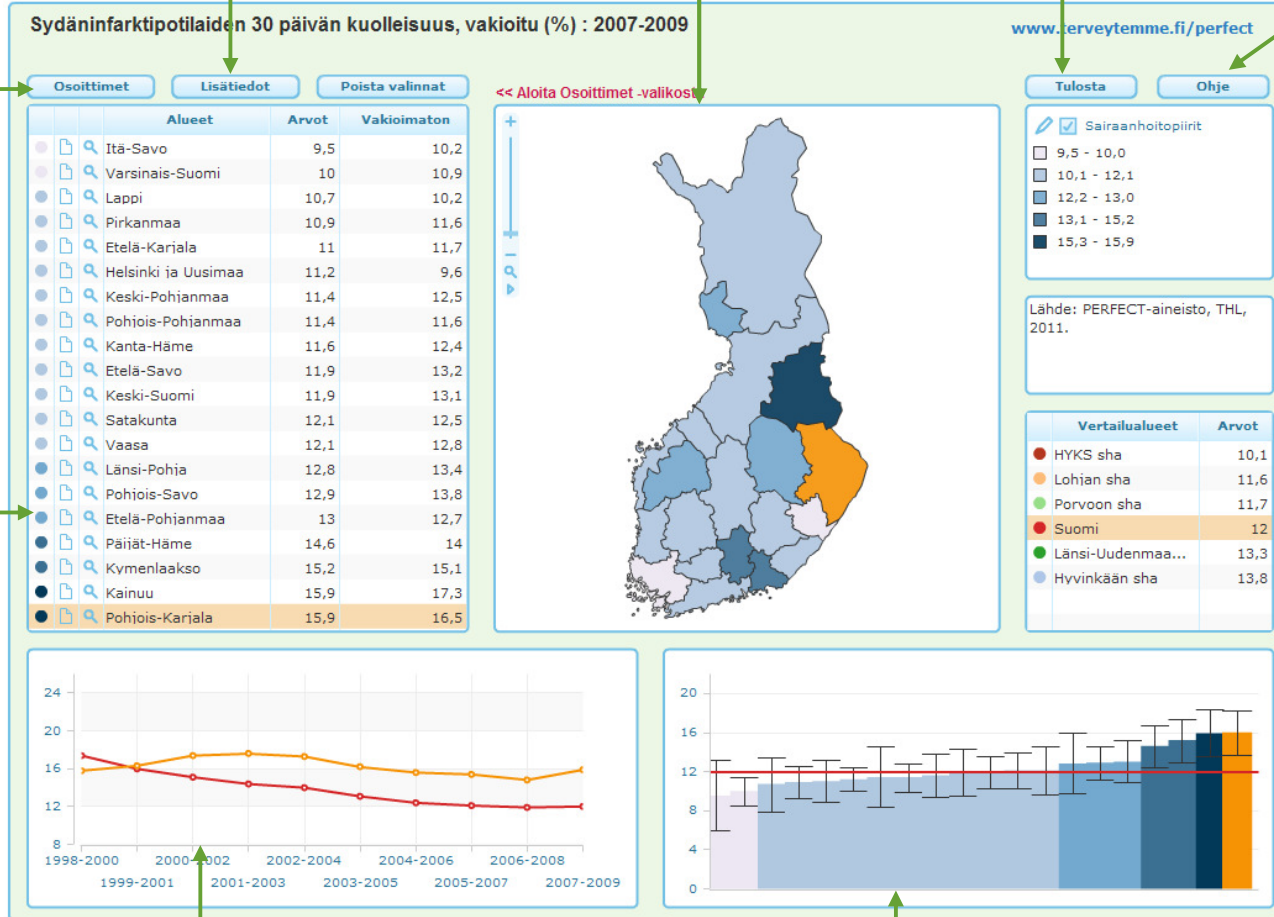 Sydäninfarktipotilaiden 30 päivän kuolleisuus, vakioitu (%) : 2007-2009
www.terveytemme.fi/perfect
Osoittimet Lisätiedot Poista valinnat
<< Aloita Osoittimet -valikosta
Tulosta Ohje
Alueet Arvot Vakioimaton
Itä-Savo 9,5 10,2
Varsinais-Suomi 10 10,9
Lappi 10,7 10,2
Pirkanmaa 10,9 11,6
Etelä-Karjala 11 11,7
Helsinki ja Uusimaa 11,2 9,6
Keski-Pohjanmaa 11,4 12,5
Pohjois-Pohjanmaa 11,4 11,6
Kanta-Häme 11,6 12,4
Etelä-Savo 11,9 13,2
Keski-Suomi 11,9 13,1
Satakunta 12,1 12,5
Vaasa 12,1 12,8
Länsi-Pohja 12,8 13,4
Pohjois-Savo 12,9 13,8
Etelä-Pohjanmaa 13 12,7
Päijät-Häme 14,6 14
Kymenlaakso 15,2 15,1
Kainuu 15,9 17,3
Pohjois-Karjala 15,9 16,5
Sairaanhoitopiirit
9,5 - 10,0
10,1 - 12,1
12,2 - 13,0
13,1 - 15,2
15,3 - 15,9
Lähde: PERFECT-aineisto, THL,
2011.
Vertailualueet Arvot
HYKS sha 10,1
Lohjan sha 11,6
Porvoon sha 11,7
Suomi 12
Länsi-Uudenmaa... 13,3
Hyvinkään sha 13,8
24
20
16
12
8
1998-2000 2000-2002 2002-2004 2004-2006 2006-2008
1999-2001 2001-2003 2003-2005 2005-2007 2007-2009
20
16
12
8
4
0